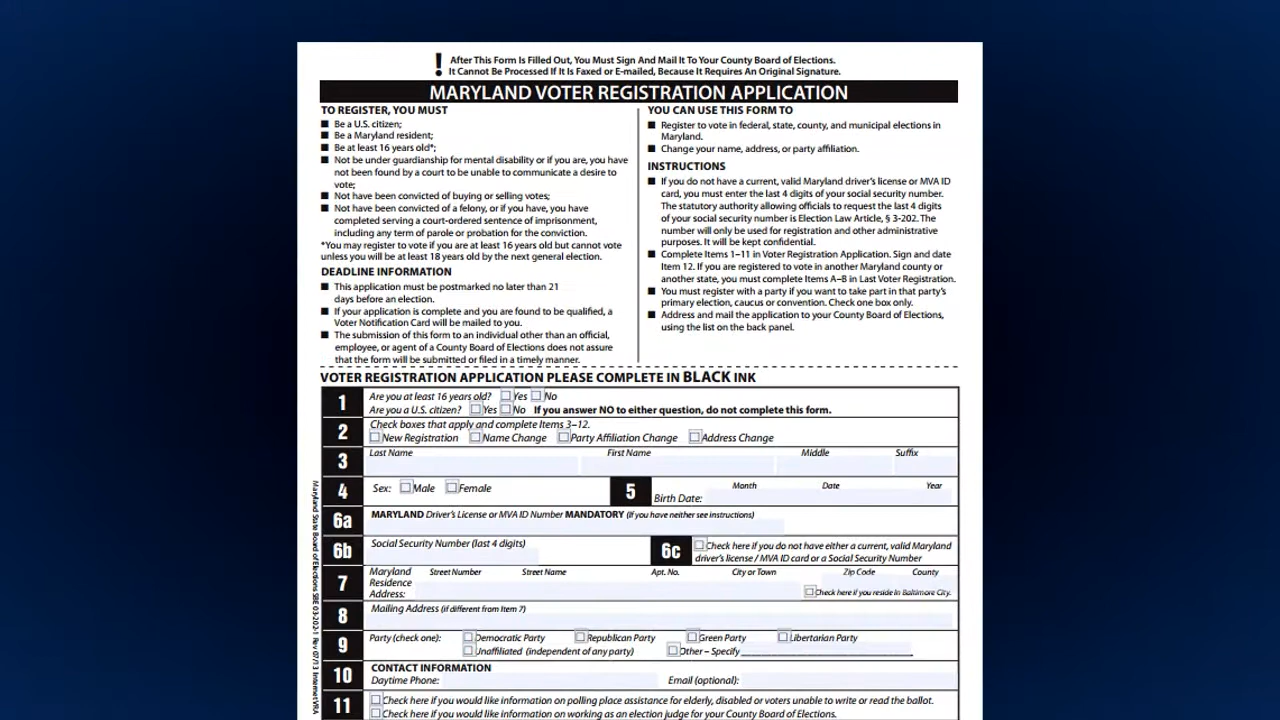 ! After This Form Is Filled Out, You Must Sign And Mail It To Your County Board of Elections.
It Cannot Be Processed If It Is Faxed or E-mailed, Because It Requires An Original Signature.
MARYLAND VOTER REGISTRATION APPLICATION
TO REGISTER, YOU MUST
■ Be a U.S. citizen;
■ Be a Maryland resident;
■ Be at least 16 years old*;
■ Not be under guardianship for mental disability or if you are, you have
not been found by a court to be unable to communicate a desire to
vote;
■ Not have been convicted of buying or selling votes;
■ Not have been convicted of a felony, or if you have, you have
completed serving a court-ordered sentence of imprisonment,
including any term of parole or probation for the conviction.
*You may register to vote if you are at least 16 years old but cannot vote
unless you will be at least 18 years old by the next general election.
DEADLINE INFORMATION
■ This application must be postmarked no later than 21
days before an election.
■ If your application is complete and you are found to be qualified, a
Voter Notification Card will be mailed to you.
■ The submission of this form to an individual other than an official,
employee, or agent of a County Board of Elections does not assure
that the form will be submitted or filed in a timely manner.
YOU CAN USE THIS FORM TO
■ Register to vote in federal, state, county, and municipal elections in
Maryland.
■ Change your name, address, or party affiliation.
INSTRUCTIONS
■ If you do not have a current, valid Maryland driver's license or MVA ID
card, you must enter the last 4 digits of your social security number.
The statutory authority allowing officials to request the last 4 digits
of your social security number is Election Law Article, § 3-202. The
number will only be used for registration and other administrative
purposes. It will be kept confidential.
■ Complete Items 1–11 in Voter Registration Application. Sign and date
Item 12. If you are registered to vote in another Maryland county or
another state, you must complete Items A–B in Last Voter Registration.
■ You must register with a party if you want to take part in that party's
primary election, caucus or convention. Check one box only.
■ Address and mail the application to your County Board of Elections,
using the list on the back panel.
VOTER REGISTRATION APPLICATION PLEASE COMPLETE IN BLACK INK
1 Are you at least 16 years old? Yes No
Are you a U.S. citizen? Yes No If you answer NO to either question, do not complete this form.
2 Check boxes that apply and complete Items 3–12.
New Registration Name Change Party Affiliation Change Address Change
3 Last Name First Name Middle Suffix
4 Sex: Male Female 5 Birth Date: Month Date Year
6a MARYLAND Driver's License or MVA ID Number MANDATORY (If you have neither see instructions)
6b Social Security Number (last 4 digits) 6c Check here if you do not have either a current, valid Maryland
driver's license / MVA ID card or a Social Security Number
7 Maryland Residence Address: Street Number Street Name Apt. No. City or Town Zip Code County
Check here if you reside in Baltimore City.
8 Mailing Address (if different from Item 7)
9 Party (check one): Democratic Party Republican Party Green Party Libertarian Party
Unaffiliated (independent of any party) Other – Specify
10 CONTACT INFORMATION
Daytime Phone: Email (optional):
11 Check here if you would like information on polling place assistance for elderly, disabled or voters unable to write or read the ballot.
Check here if you would like information on working as an election judge for your County Board of Elections.
Maryland State Board of Elections SBE 03-202-1 Rev 07/13 Internet VRA